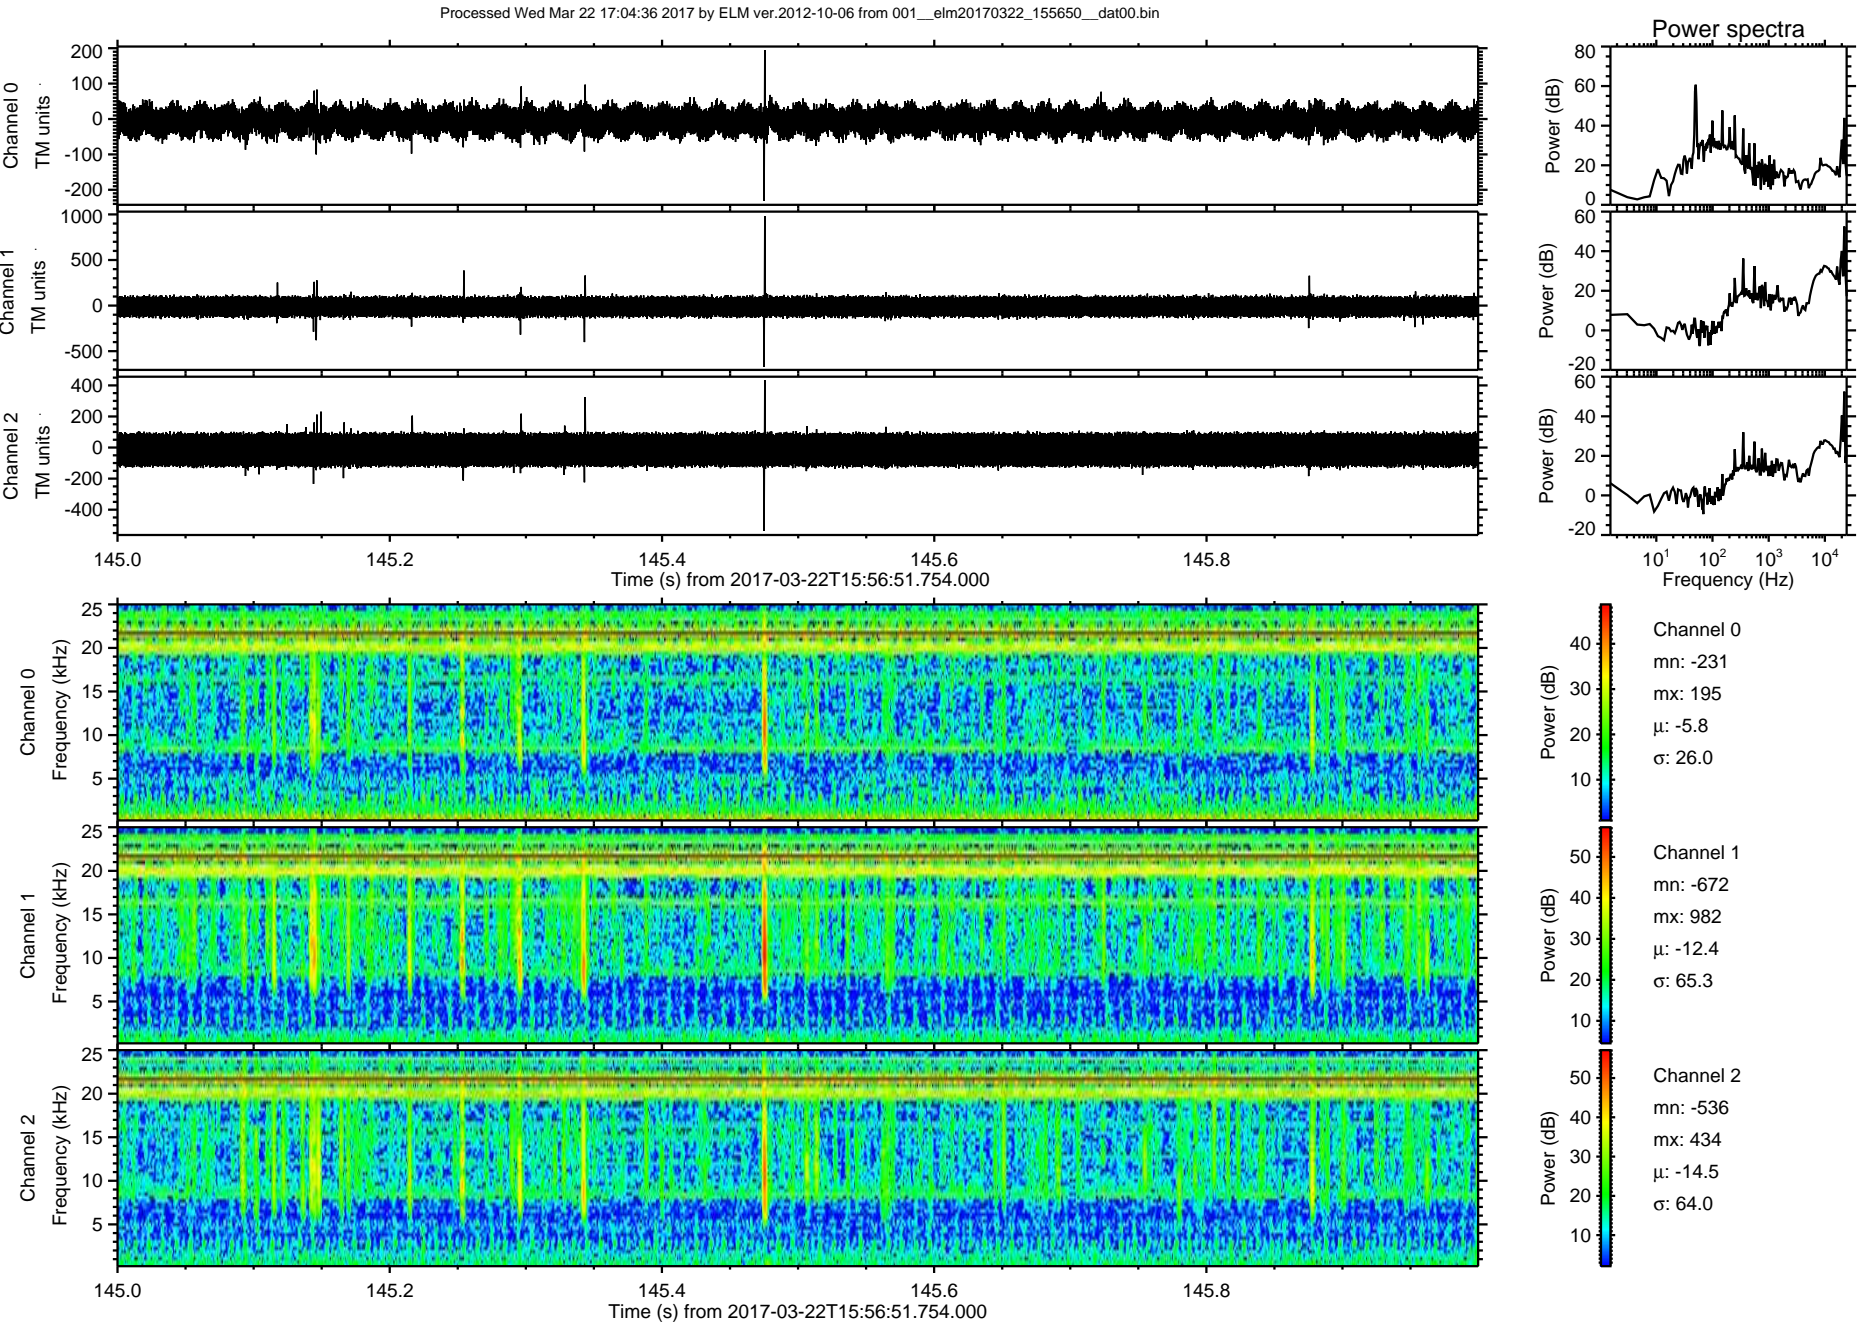 Processed Wed Mar 22 17:04:36 2017 by ELM ver.2012-10-06 from 001__elm20170322_155650__dat00.bin
Power spectra
Channel 0
TM units
200
100
0
-100
-200
Power (dB)
80
60
40
20
0
Channel 1
TM units
1000
500
0
-500
Power (dB)
60
40
20
0
-20
Channel 2
TM units
400
200
0
-200
-400
Power (dB)
60
40
20
0
-20
145.0 145.2 145.4 145.6 145.8
Time (s) from 2017-03-22T15:56:51.754.000
10¹ 10² 10³ 10⁴
Frequency (Hz)
Channel 0
Frequency (kHz)
25
20
15
10
5
Power (dB)
40
30
20
10
Channel 0
mn: -231
mx: 195
μ: -5.8
σ: 26.0
Channel 1
Frequency (kHz)
25
20
15
10
5
Power (dB)
50
40
30
20
10
Channel 1
mn: -672
mx: 982
μ: -12.4
σ: 65.3
Channel 2
Frequency (kHz)
25
20
15
10
5
Power (dB)
50
40
30
20
10
Channel 2
mn: -536
mx: 434
μ: -14.5
σ: 64.0
145.0 145.2 145.4 145.6 145.8
Time (s) from 2017-03-22T15:56:51.754.000